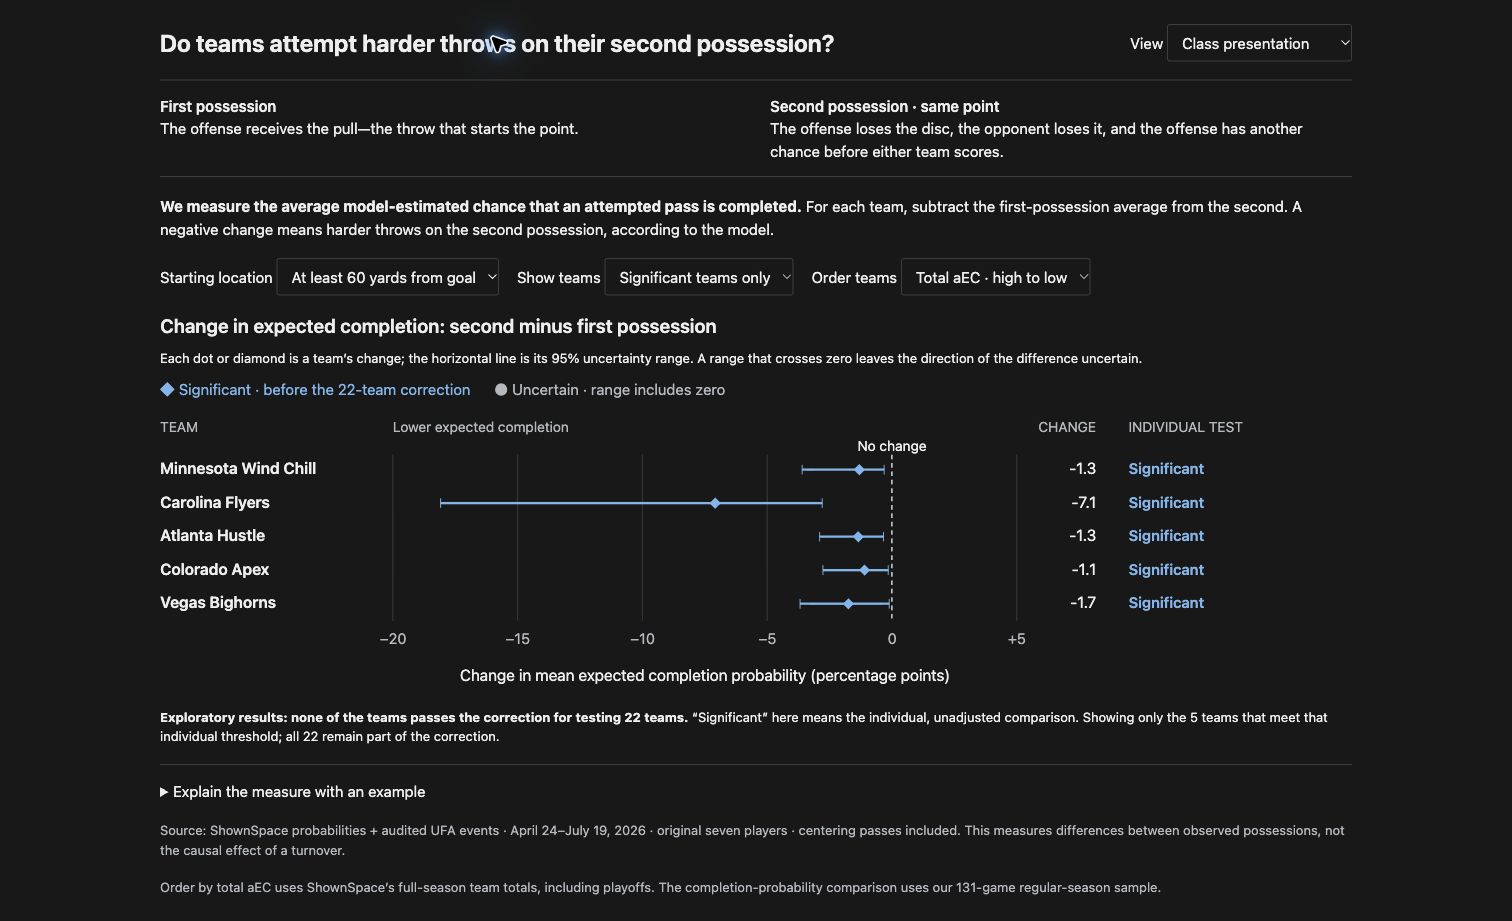 Do teams attempt harder throws on their second possession?
View Class presentation
First possession
The offense receives the pull—the throw that starts the point.
Second possession · same point
The offense loses the disc, the opponent loses it, and the offense has another
chance before either team scores.
We measure the average model-estimated chance that an attempted pass is completed. For each team, subtract the first-possession average from the second. A
negative change means harder throws on the second possession, according to the model.
Starting location At least 60 yards from goal Show teams Significant teams only Order teams Total aEC · high to low
Change in expected completion: second minus first possession
Each dot or diamond is a team's change; the horizontal line is its 95% uncertainty range. A range that crosses zero leaves the direction of the difference uncertain.
Significant · before the 22-team correction Uncertain · range includes zero
TEAM Lower expected completion CHANGE INDIVIDUAL TEST
No change
Minnesota Wind Chill -1.3 Significant
Carolina Flyers -7.1 Significant
Atlanta Hustle -1.3 Significant
Colorado Apex -1.1 Significant
Vegas Bighorns -1.7 Significant
−20 −15 −10 −5 0 +5
Change in mean expected completion probability (percentage points)
Exploratory results: none of the teams passes the correction for testing 22 teams. “Significant” here means the individual, unadjusted comparison. Showing only the 5 teams that meet that
individual threshold; all 22 remain part of the correction.
Explain the measure with an example
Source: ShownSpace probabilities + audited UFA events · April 24–July 19, 2026 · original seven players · centering passes included. This measures differences between observed possessions, not
the causal effect of a turnover.
Order by total aEC uses ShownSpace's full-season team totals, including playoffs. The completion-probability comparison uses our 131-game regular-season sample.